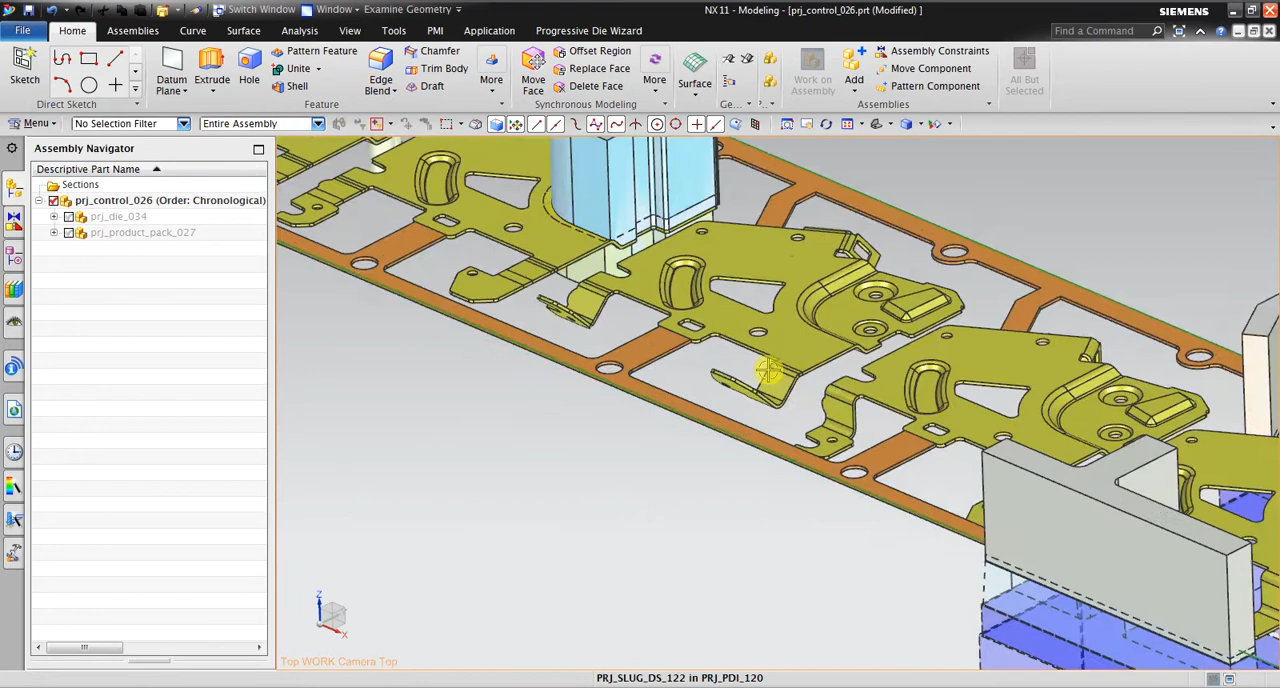 Switch Window Window Examine Geometry
NX 11 - Modeling - [prj_control_026.prt (Modified) ]
SIEMENS
File Home Assemblies Curve Surface Analysis View Tools PMI Application Progressive Die Wizard
Find a Command
Sketch
Direct Sketch
Datum Plane
Extrude
Hole
Pattern Feature
Unite
Shell
Edge Blend
Chamfer
Trim Body
Draft
More
Feature
Move Face
Offset Region
Replace Face
Delete Face
More
Synchronous Modeling
Surface
Ge...
Work on Assembly
Add
Assembly Constraints
Move Component
Pattern Component
All But Selected
Assemblies
Menu
No Selection Filter
Entire Assembly
Assembly Navigator
Descriptive Part Name
Sections
prj_control_026 (Order: Chronological)
prj_die_034
prj_product_pack_027
Z
X
Top WORK Camera Top
PRJ_SLUG_DS_122 in PRJ_PDI_120